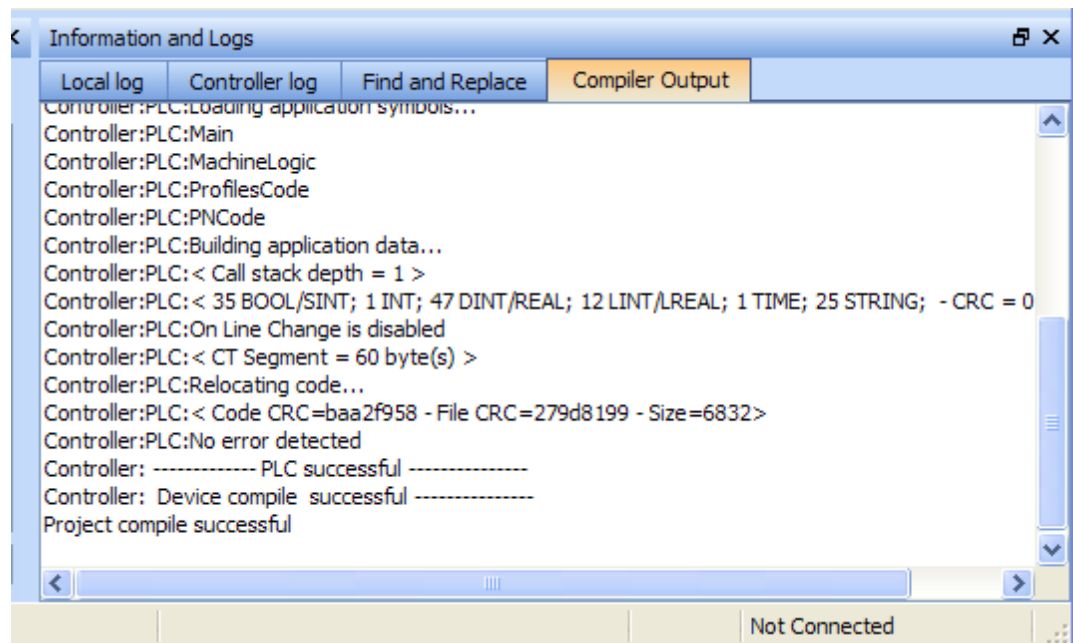 Information and Logs
Local log Controller log Find and Replace Compiler Output
Controller:PLC:Loading application symbols...
Controller:PLC:Main
Controller:PLC:MachineLogic
Controller:PLC:ProfilesCode
Controller:PLC:PNCode
Controller:PLC:Building application data...
Controller:PLC:< Call stack depth = 1 >
Controller:PLC:< 35 BOOL/SINT; 1 INT; 47 DINT/REAL; 12 LINT/LREAL; 1 TIME; 25 STRING;  - CRC = 0
Controller:PLC:On Line Change is disabled
Controller:PLC:< CT Segment = 60 byte(s) >
Controller:PLC:Relocating code...
Controller:PLC:< Code CRC=baa2f958 - File CRC=279d8199 - Size=6832>
Controller:PLC:No error detected
Controller: ------------- PLC successful ---------------
Controller:  Device compile  successful ---------------
Project compile successful
Not Connected